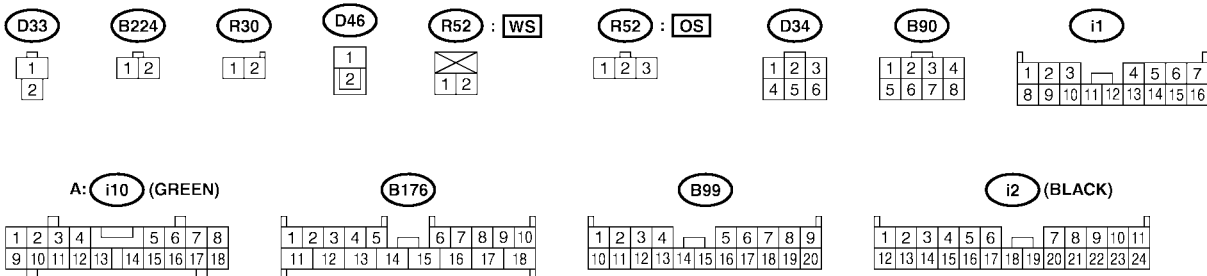 D33 B224 R30 D46 R52 : WS R52 : OS D34 B90 i1
1 1 2 1 2 1 1 2 3 1 2 3 1 2 3 4 1 2 3 4 5 6 7
2 2 1 2 4 5 6 5 6 7 8 8 9 10 11 12 13 14 15 16
A: i10 (GREEN) B176 B99 i2 (BLACK)
1 2 3 4 5 6 7 8 1 2 3 4 5 6 7 8 9 10 1 2 3 4 5 6 7 8 9 1 2 3 4 5 6 7 8 9 10 11
9 10 11 12 13 14 15 16 17 18 11 12 13 14 15 16 17 18 10 11 12 13 14 15 16 17 18 19 20 12 13 14 15 16 17 18 19 20 21 22 23 24